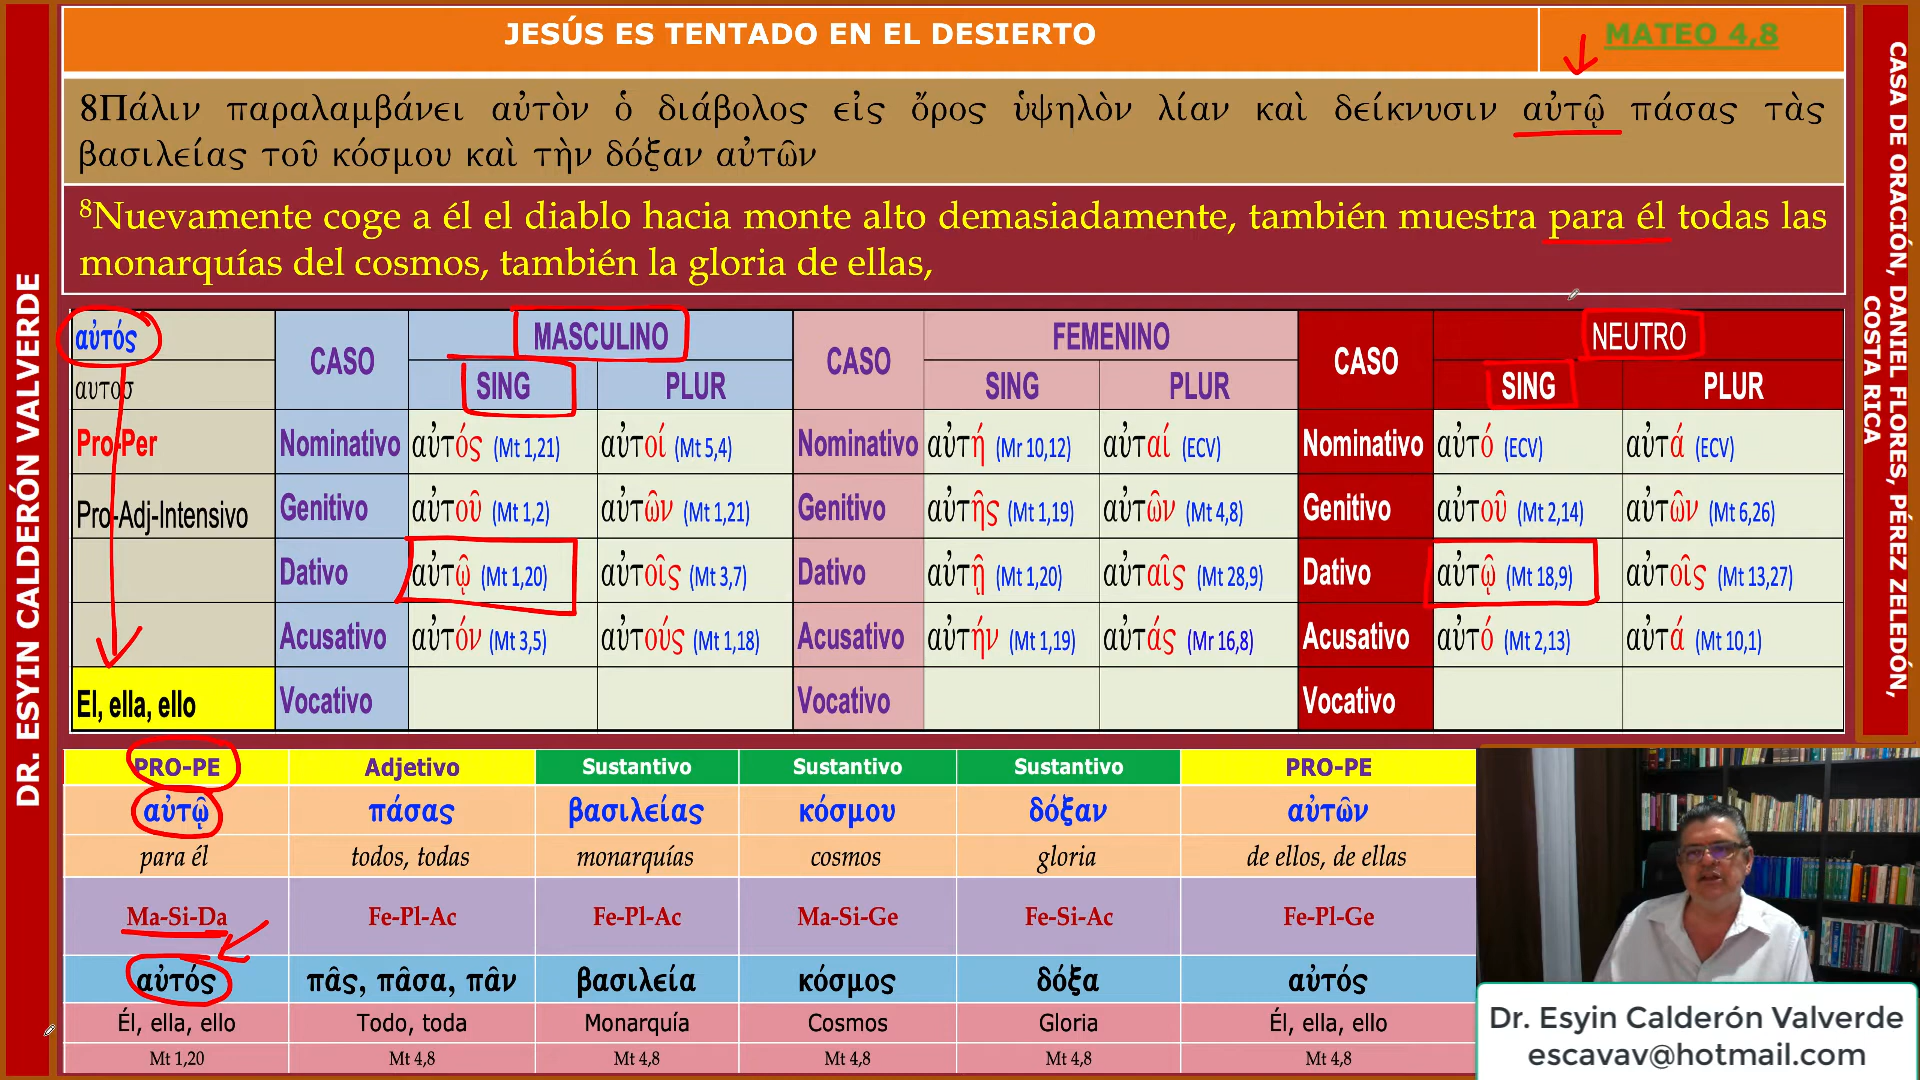 JESÚS ES TENTADO EN EL DESIERTO
MATEO 4,8
8Πάλιν παραλαμβάνει αὐτὸν ὁ διάβολος εἰς ὄρος ὑψηλὸν λίαν καὶ δείκνυσιν αὐτῷ πάσας τὰς
βασιλείας τοῦ κόσμου καὶ τὴν δόξαν αὐτῶν
8Nuevamente coge a él el diablo hacia monte alto demasiadamente, también muestra para él todas las
monarquías del cosmos, también la gloria de ellas,
αὐτός CASO MASCULINO CASO FEMENINO CASO NEUTRO
αυτοσ SING PLUR SING PLUR SING PLUR
Pro-Per Nominativo αὐτός (Mt 1,21) αὐτοί (Mt 5,4) Nominativo αὐτή (Mr 10,12) αὐταί (ECV) Nominativo αὐτό (ECV) αὐτά (ECV)
Pro-Adj-Intensivo Genitivo αὐτοῦ (Mt 1,2) αὐτῶν (Mt 1,21) Genitivo αὐτῆς (Mt 1,19) αὐτῶν (Mt 4,8) Genitivo αὐτοῦ (Mt 2,14) αὐτῶν (Mt 6,26)
Dativo αὐτῷ (Mt 1,20) αὐτοῖς (Mt 3,7) Dativo αὐτῇ (Mt 1,20) αὐταῖς (Mt 28,9) Dativo αὐτῷ (Mt 18,9) αὐτοῖς (Mt 13,27)
Acusativo αὐτόν (Mt 3,5) αὐτούς (Mt 1,18) Acusativo αὐτήν (Mt 1,19) αὐτάς (Mr 16,8) Acusativo αὐτό (Mt 2,13) αὐτά (Mt 10,1)
El, ella, ello Vocativo Vocativo Vocativo
PRO-PE Adjetivo Sustantivo Sustantivo Sustantivo PRO-PE
αὐτῷ πάσας βασιλείας κόσμου δόξαν αὐτῶν
para él todos, todas monarquías cosmos gloria de ellos, de ellas
Ma-Si-Da Fe-Pl-Ac Fe-Pl-Ac Ma-Si-Ge Fe-Si-Ac Fe-Pl-Ge
αὐτός πᾶς, πᾶσα, πᾶν βασιλεία κόσμος δόξα αὐτός
Él, ella, ello Todo, toda Monarquía Cosmos Gloria Él, ella, ello
Mt 1,20 Mt 4,8 Mt 4,8 Mt 4,8 Mt 4,8 Mt 4,8
DR. ESYIN CALDERÓN VALVERDE
CASA DE ORACIÓN, DANIEL FLORES, PÉREZ ZELEDÓN,
COSTA RICA
Dr. Esyin Calderón Valverde
escavav@hotmail.com